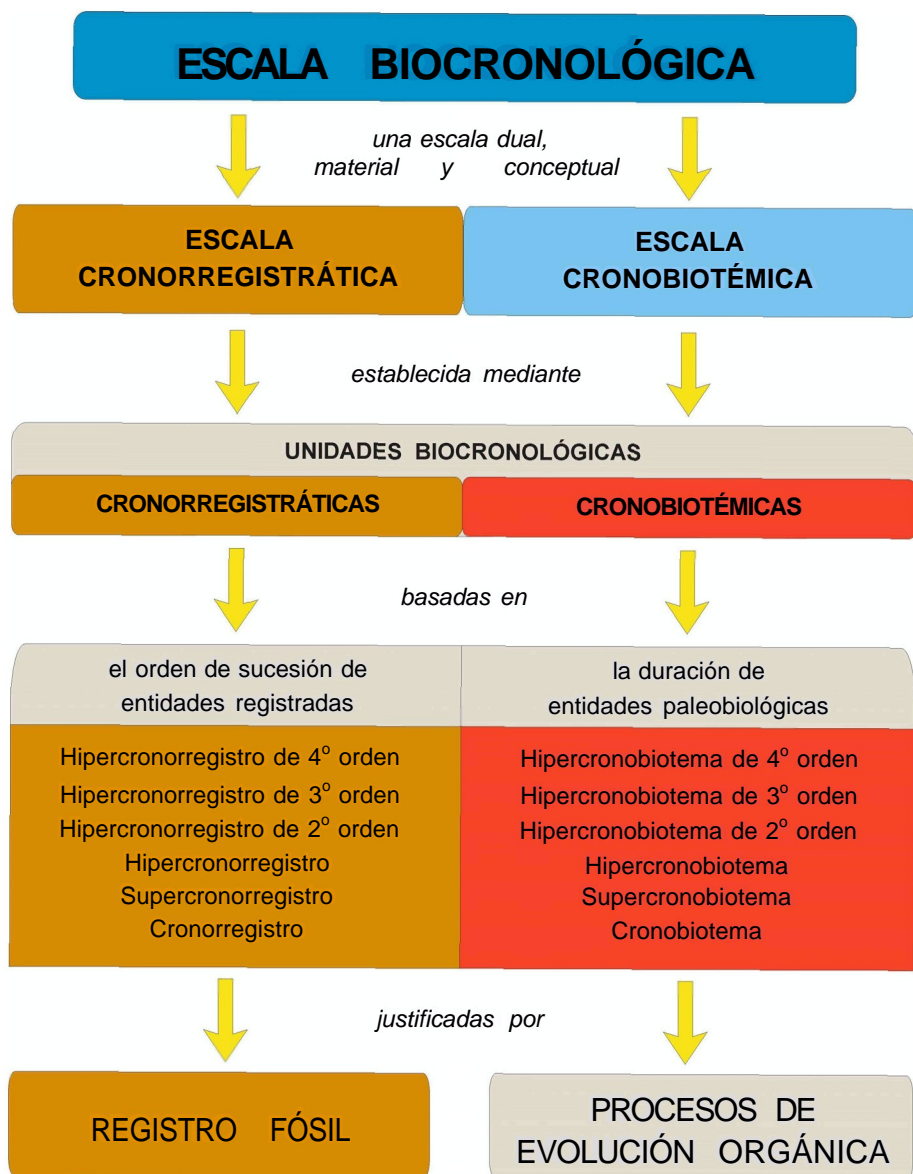 ESCALA BIOCRONOLÓGICA
una escala dual,
material y conceptual
ESCALA
CRONORREGISTRÁTICA
ESCALA
CRONOBIOTÉMICA
establecida mediante
UNIDADES BIOCRONOLÓGICAS
CRONORREGISTRÁTICAS
CRONOBIOTÉMICAS
basadas en
el orden de sucesión de
entidades registradas
la duración de
entidades paleobiológicas
Hipercronorregistro de 4º orden
Hipercronorregistro de 3º orden
Hipercronorregistro de 2º orden
Hipercronorregistro
Supercronorregistro
Cronorregistro
Hipercronobiotema de 4º orden
Hipercronobiotema de 3º orden
Hipercronobiotema de 2º orden
Hipercronobiotema
Supercronobiotema
Cronobiotema
justificadas por
REGISTRO FÓSIL
PROCESOS DE
EVOLUCIÓN ORGÁNICA